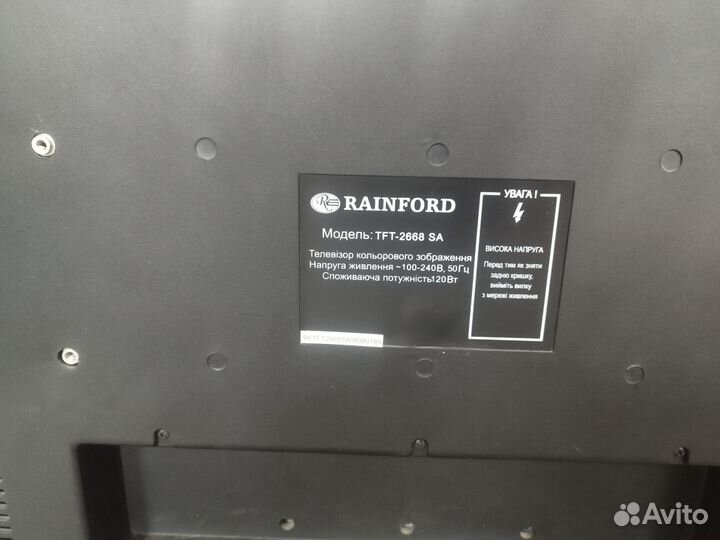 RAINFORD
Модель: TFT-2668 SA
Телевізор кольорового зображення
Напруга живлення ~100-240В, 50Гц
Споживаюча потужність120Вт
УВАГА !
ВИСОКА НАПРУГА
Перед тим як зняти
задню кришку,
вийміть вилку
з мережі живлення
Avito